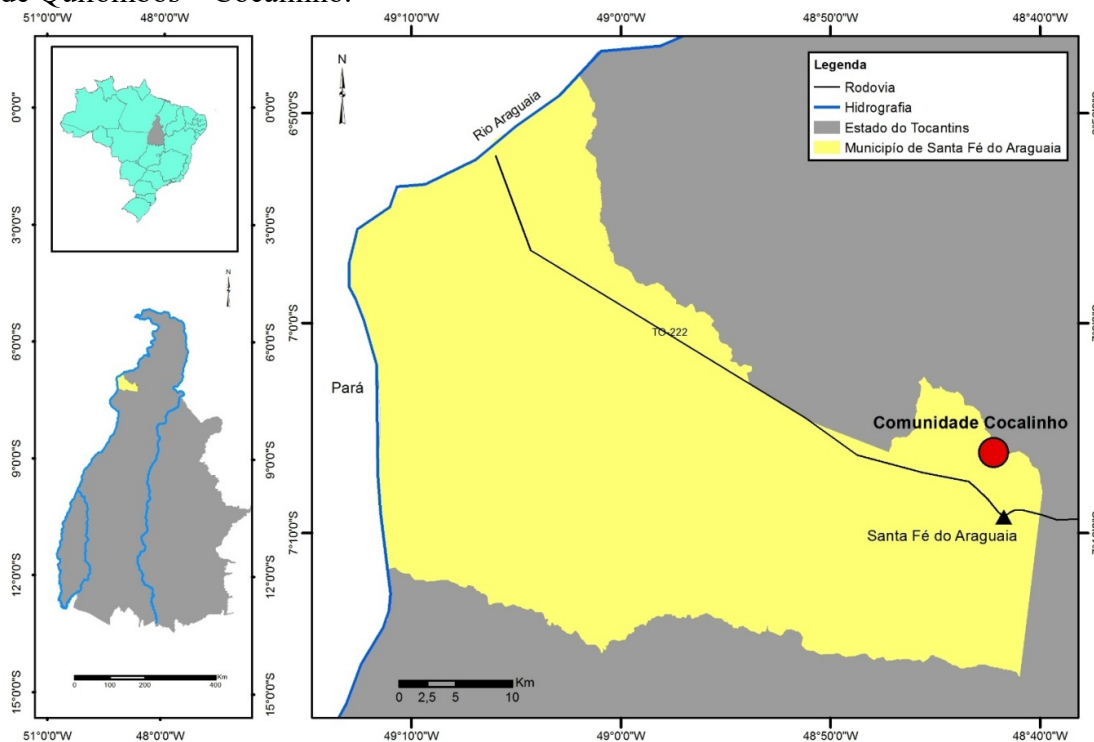 de Quilombos – Cocalinho.
51°0'0"W
48°0'0"W
49°10'0"W
49°0'0"W
48°50'0"W
48°40'0"W
0°0'0"
3°0'0"S
6°0'0"S
9°0'0"S
12°0'0"S
15°0'0"S
0°0'0"
3°0'0"S
6°0'0"S
9°0'0"S
12°0'0"S
15°0'0"S
N
0 100 200 400
Km
51°0'0"W
48°0'0"W
6°50'0"S
7°0'0"S
7°10'0"S
N
Rio Araguaia
Legenda
Rodovia
Hidrografia
Estado do Tocantins
Municipío de Santa Fé do Araguaia
TO-222
Pará
Comunidade Cocalinho
Santa Fé do Araguaia
Km
0 2,5 5 10
49°10'0"W
49°0'0"W
48°50'0"W
48°40'0"W